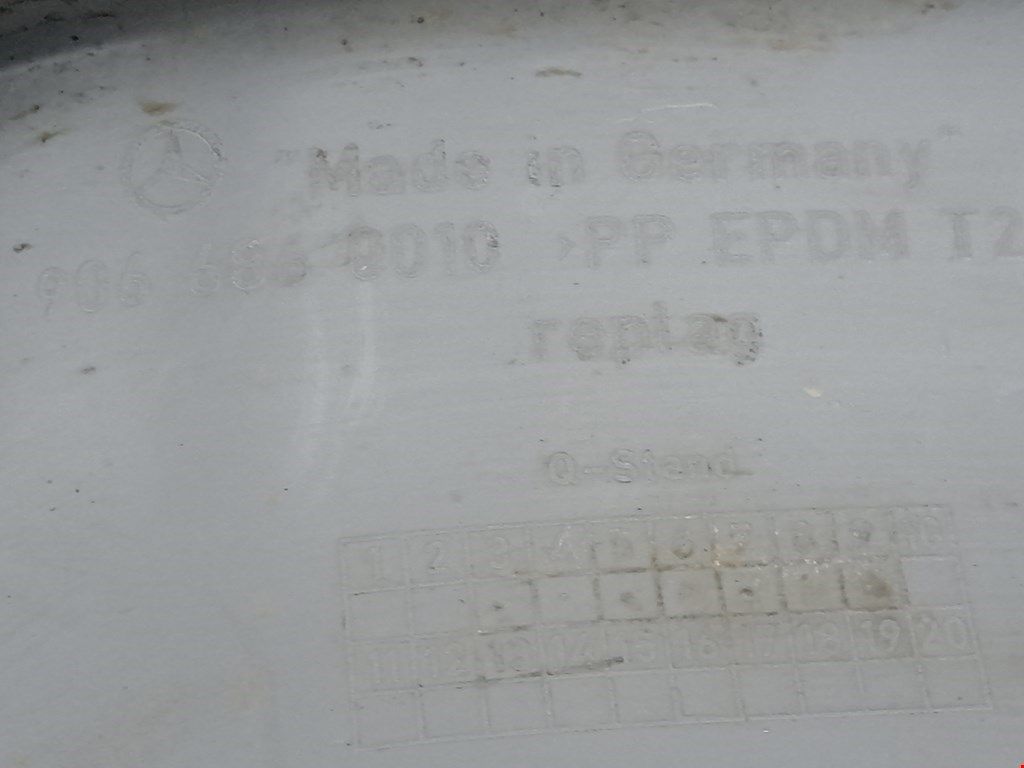 "Made in Germany"
906 686 0010 >PP EPDM T2
replag
Q-Stand
1 2 3 4 5 6 7 8 9 10
11 12 13 14 15 16 17 18 19 20